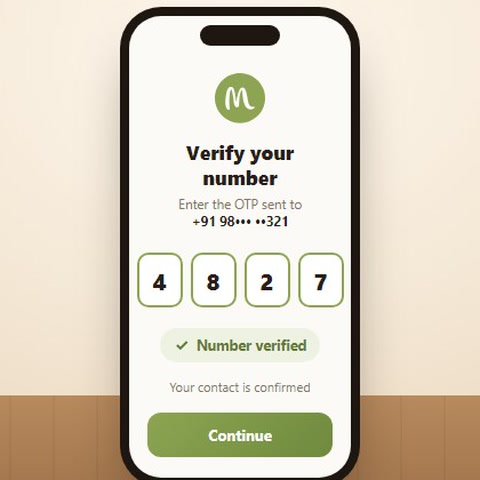 M
Verify your
number
Enter the OTP sent to
+91 98••• ••321
4 8 2 7
✓ Number verified
Your contact is confirmed
Continue